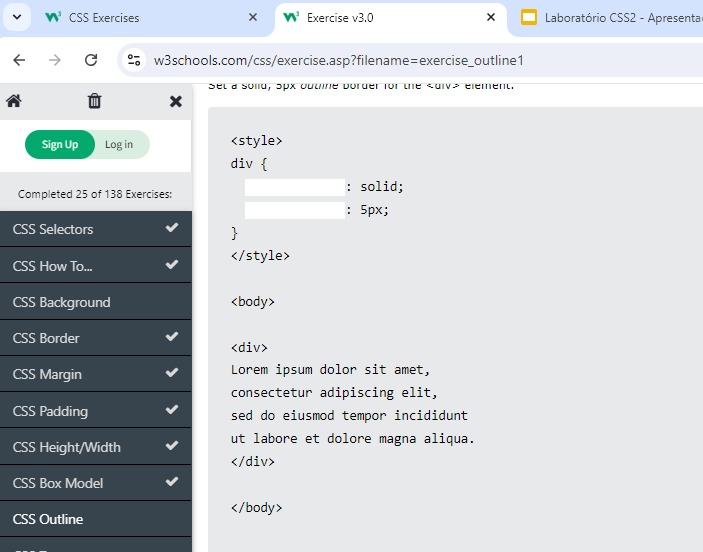 CSS Exercises
Exercise v3.0
Laboratório CSS2 - Apresenta
w3schools.com/css/exercise.asp?filename=exercise_outline1
Sign Up
Log in
Completed 25 of 138 Exercises:
CSS Selectors
CSS How To...
CSS Background
CSS Border
CSS Margin
CSS Padding
CSS Height/Width
CSS Box Model
CSS Outline
Set a solid, 5px outline border for the <div> element.
<style>
div {
: solid;
: 5px;
}
</style>
<body>
<div>
Lorem ipsum dolor sit amet,
consectetur adipiscing elit,
sed do eiusmod tempor incididunt
ut labore et dolore magna aliqua.
</div>
</body>